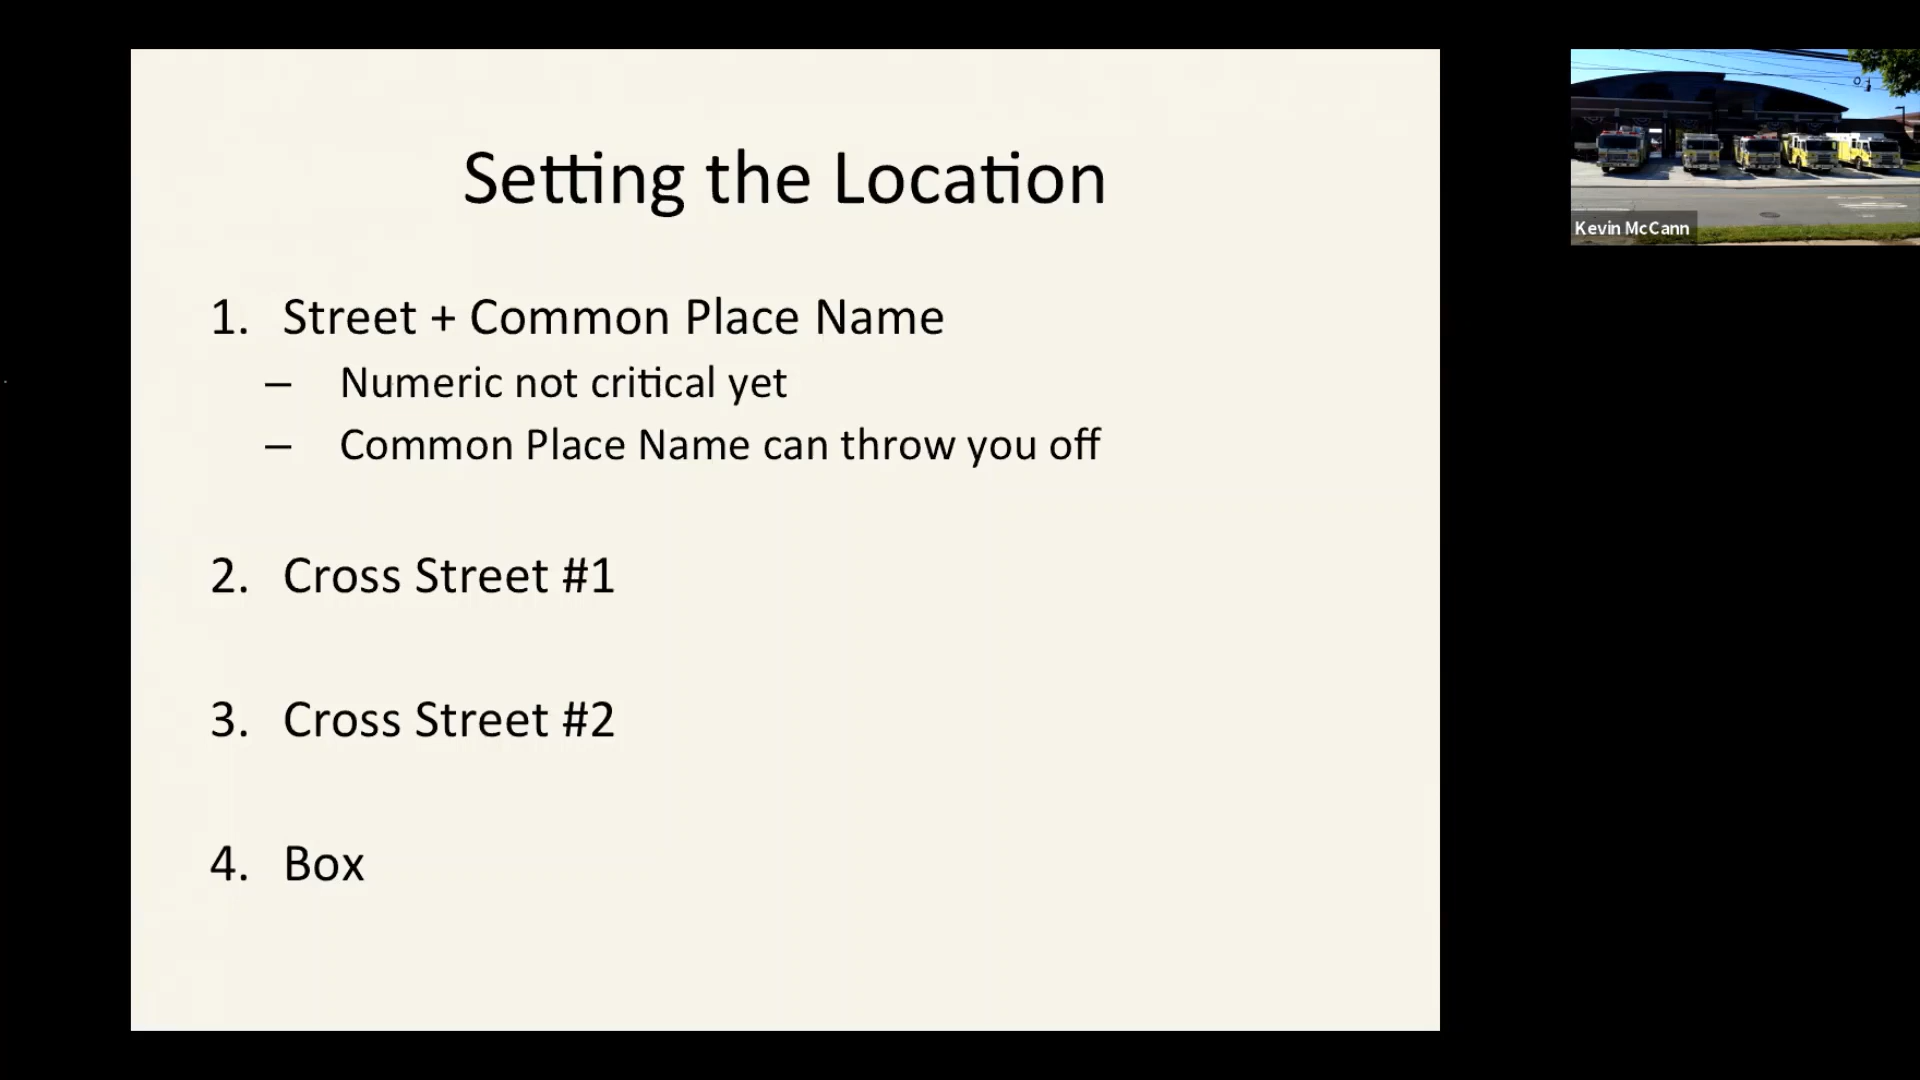 Setting the Location
1. Street + Common Place Name
– Numeric not critical yet
– Common Place Name can throw you off
2. Cross Street #1
3. Cross Street #2
4. Box
Kevin McCann